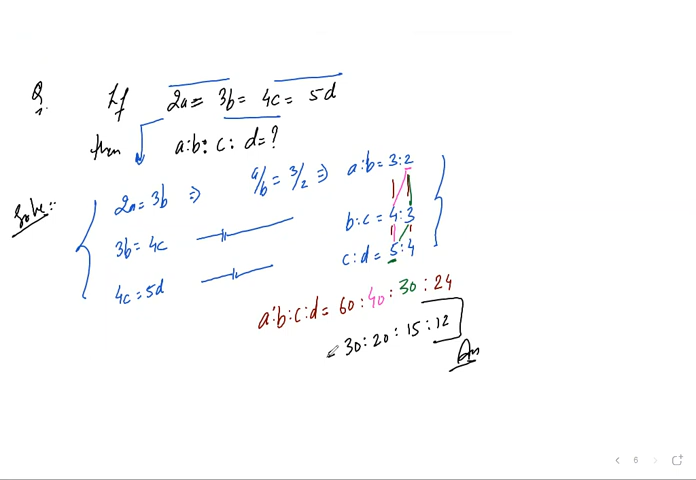 Q. If 2a = 3b = 4c = 5d
then a:b:c:d=?
Solve:-
2a = 3b ⇒ a/b = 3/2 ⇒ a:b = 3:2
3b = 4c —〃— b:c = 4:3
4c = 5d —〃— c:d = 5:4
a:b:c:d = 60:40:30:24
= 30:20:15:12
Ans
6